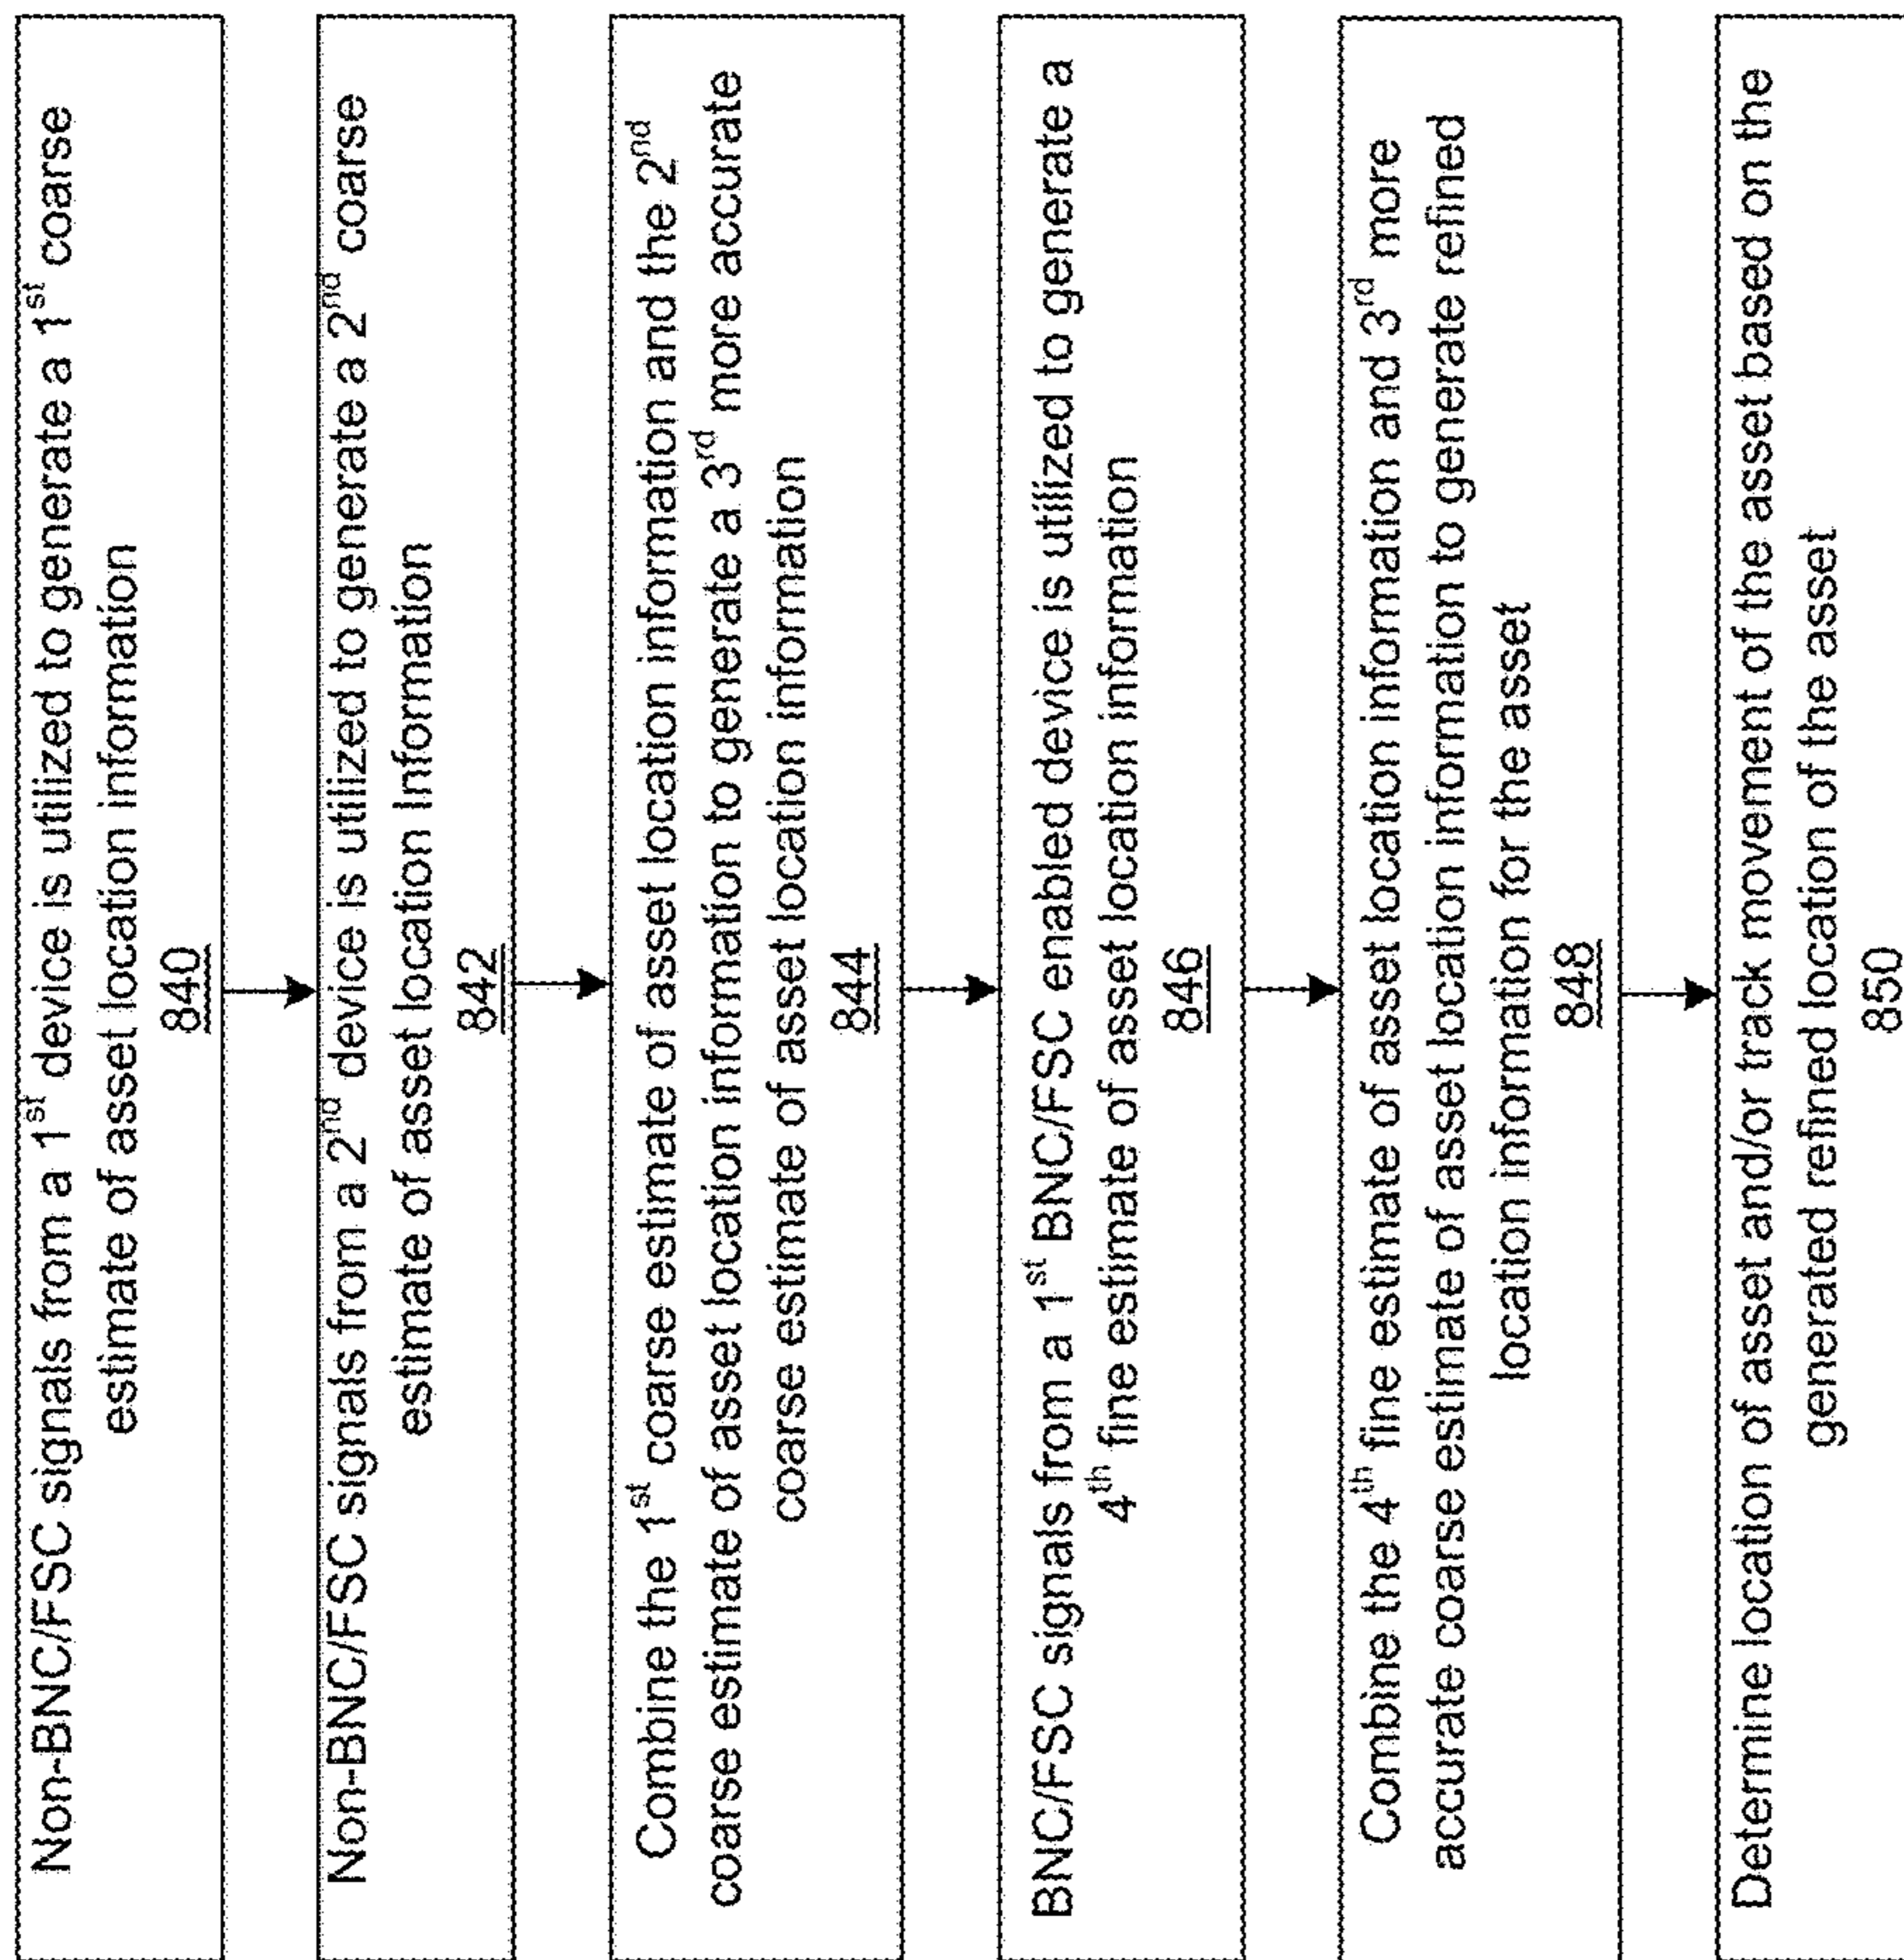 Non-BNC/FSC signals from a 1st device is utilized to generate a 1st coarse
estimate of asset location information
840
Non-BNC/FSC signals from a 2nd device is utilized to generate a 2nd coarse
estimate of asset location Information
842
Combine the 1st coarse estimate of asset location information and the 2nd
coarse estimate of asset location information to generate a 3rd more accurate
coarse estimate of asset location information
844
BNC/FSC signals from a 1st BNC/FSC enabled device is utilized to generate a
4th fine estimate of asset location information
846
Combine the 4th fine estimate of asset location information and 3rd more
accurate coarse estimate of asset location information to generate refined
location information for the asset
848
Determine location of asset and/or track movement of the asset based on the
generated refined location of the asset
850